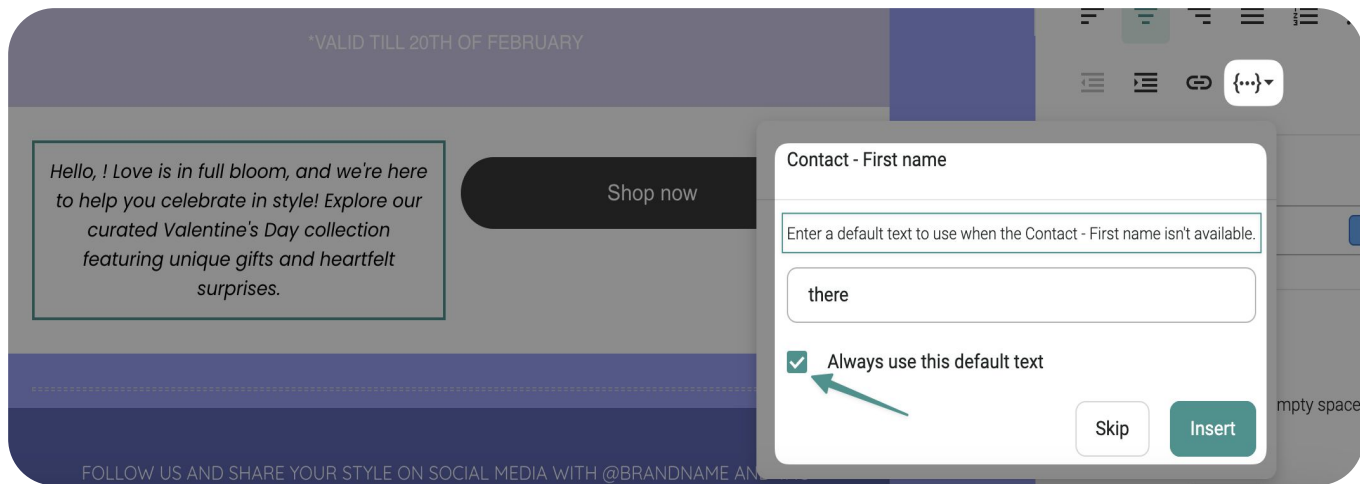 *VALID TILL 20TH OF FEBRUARY
{...}
Hello, ! Love is in full bloom, and we're here
to help you celebrate in style! Explore our
curated Valentine's Day collection
featuring unique gifts and heartfelt
surprises.
Shop now
Contact - First name
Enter a default text to use when the Contact - First name isn't available.
there
Always use this default text
Skip
Insert
mpty space
FOLLOW US AND SHARE YOUR STYLE ON SOCIAL MEDIA WITH @BRANDNAME